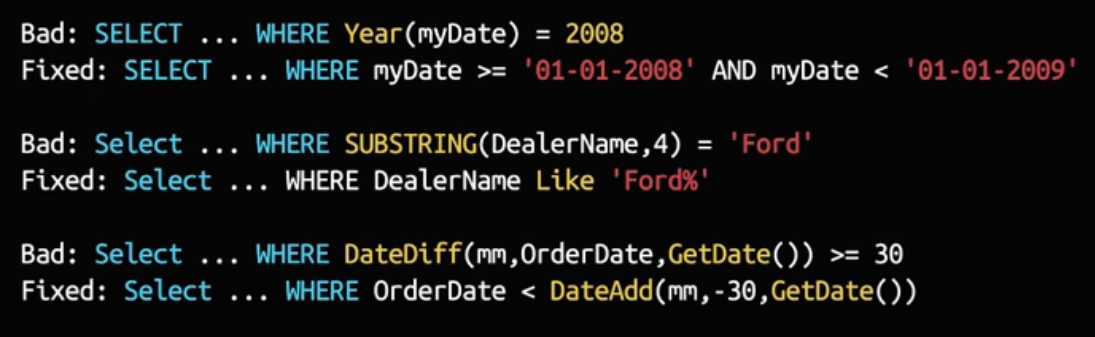 Bad: SELECT ... WHERE Year(myDate) = 2008
Fixed: SELECT ... WHERE myDate >= '01-01-2008' AND myDate < '01-01-2009'
Bad: Select ... WHERE SUBSTRING(DealerName,4) = 'Ford'
Fixed: Select ... WHERE DealerName Like 'Ford%'
Bad: Select ... WHERE DateDiff(mm,OrderDate,GetDate()) >= 30
Fixed: Select ... WHERE OrderDate < DateAdd(mm,-30,GetDate())